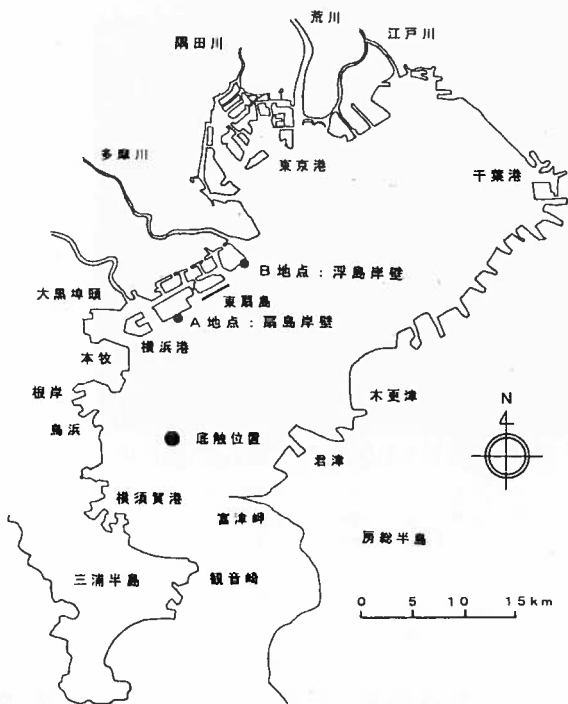 荒川
江戸川
隅田川
多摩川
東京港
千葉港
B地点：浮島岸壁
大黒埠頭
東扇島
A地点：扇島岸壁
横浜港
本牧
木更津
根岸
鳥浜
N
底触位置
君津
横須賀港
富津岬
房総半島
三浦半島
観音崎
0 5 10 15km